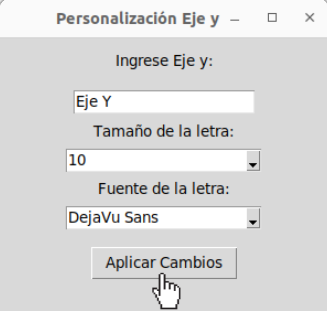 Personalización Eje y
Ingrese Eje y:
Eje Y
Tamaño de la letra:
10
Fuente de la letra:
DejaVu Sans
Aplicar Cambios